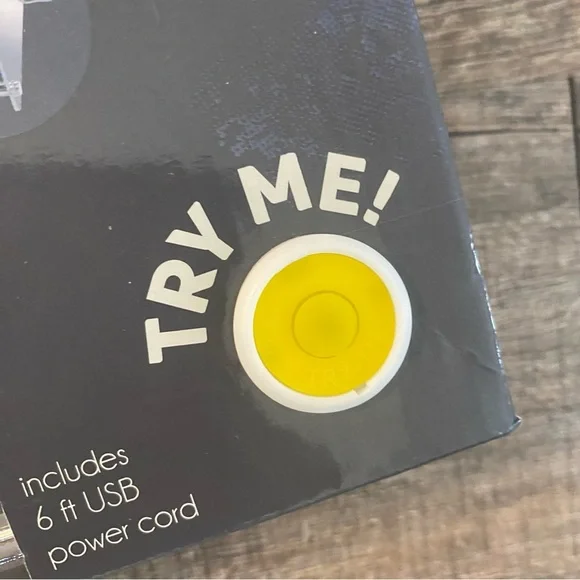 TRY ME!
includes
6 ft USB
power cord